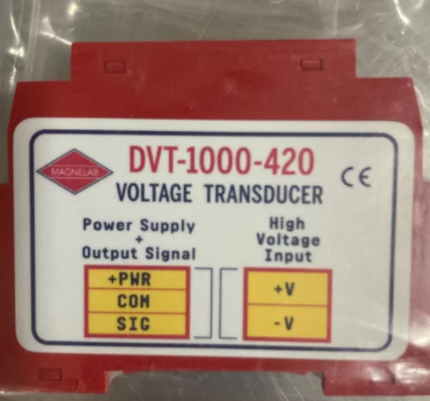 MAGNELAB
DVT-1000-420
CE
VOLTAGE TRANSDUCER
Power Supply
+
Output Signal
High
Voltage
Input
+PWR
COM
SIG
+V
-V